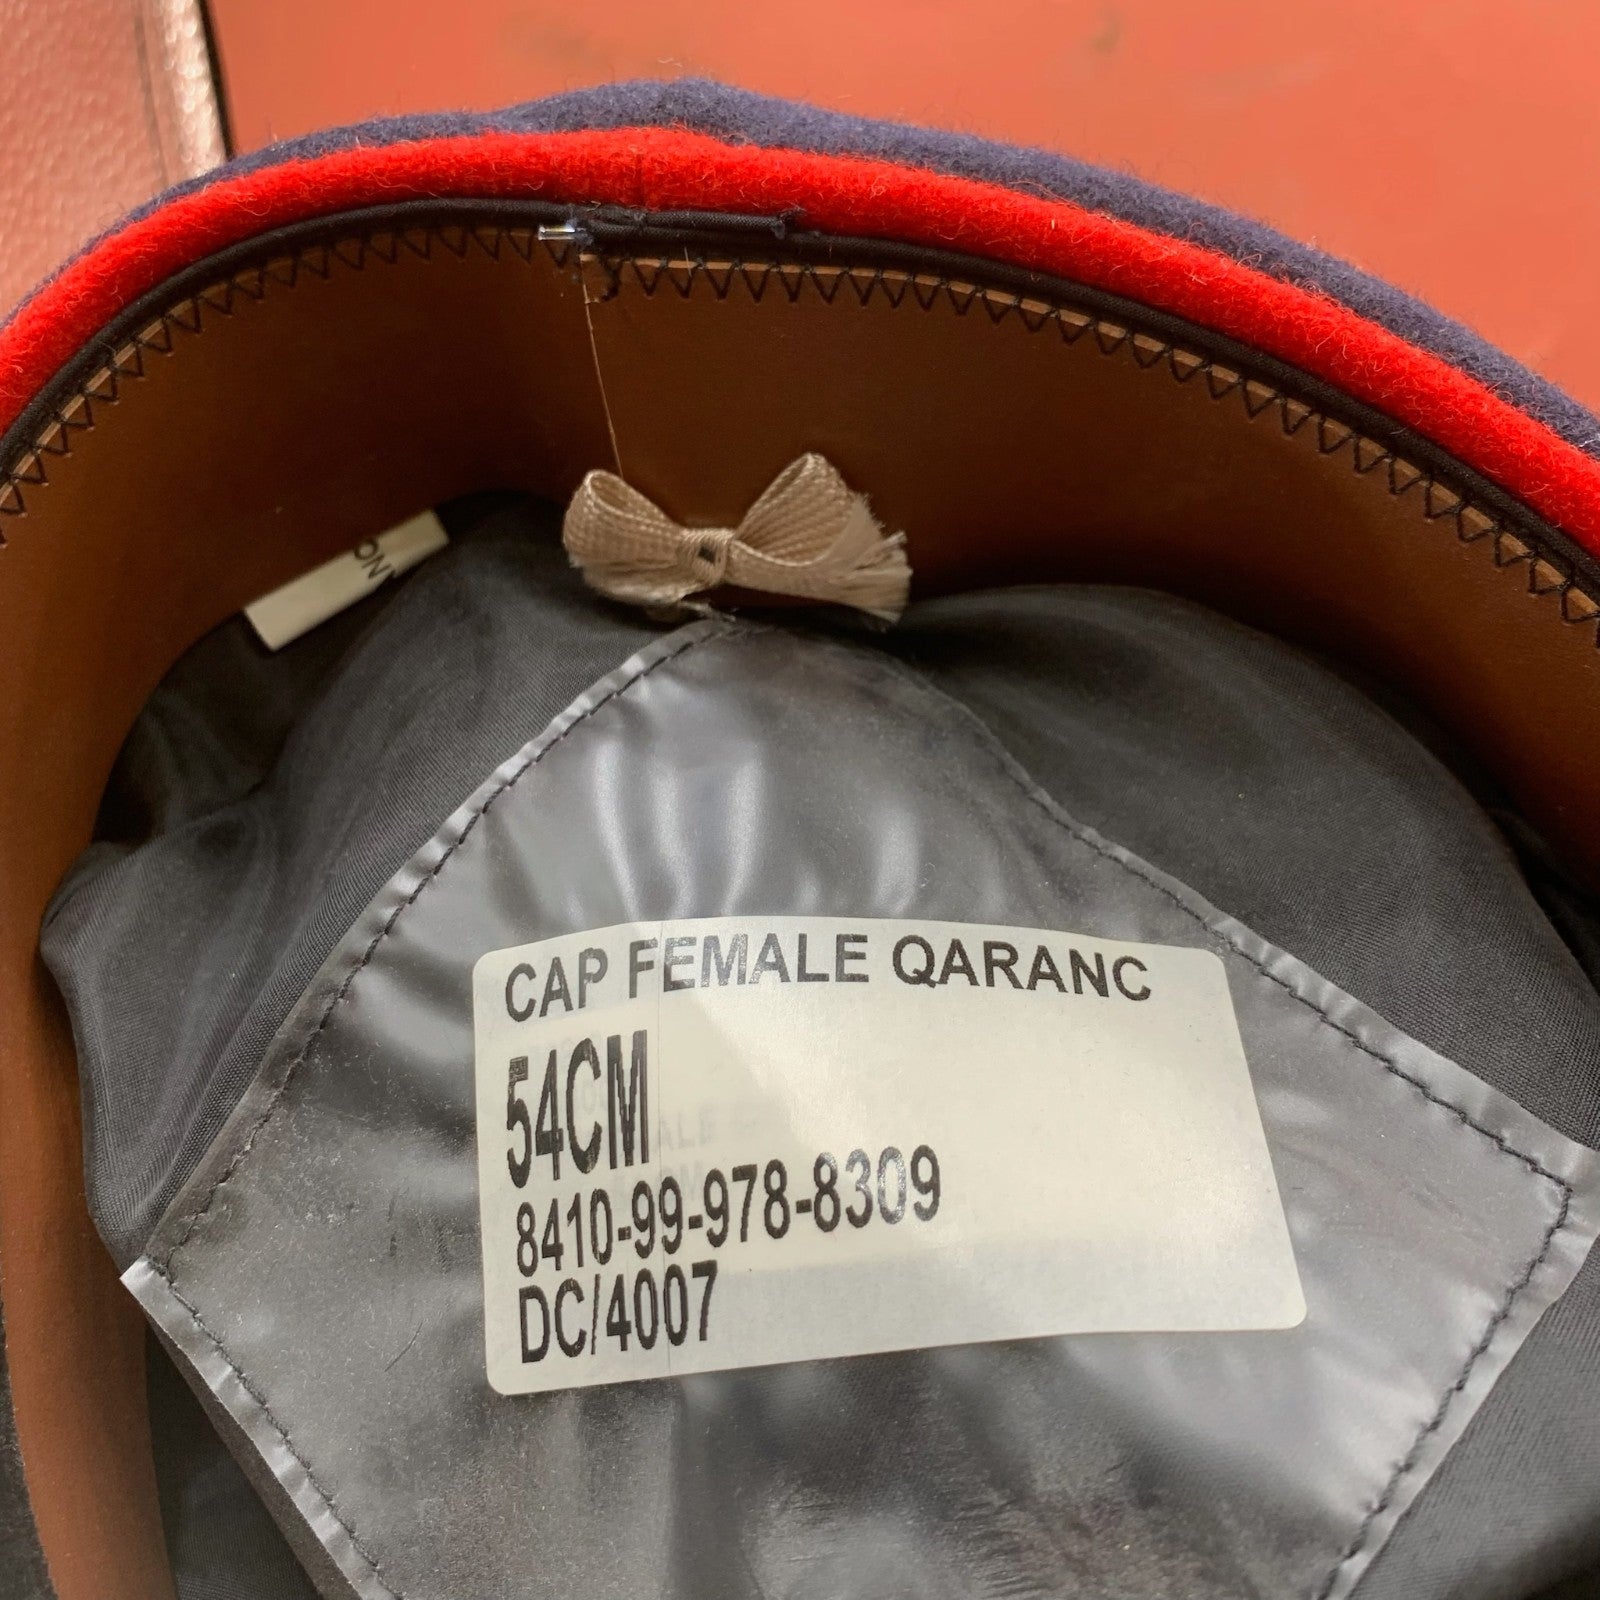 CAP FEMALE QARANC
54CM
8410-99-978-8309
DC/4007